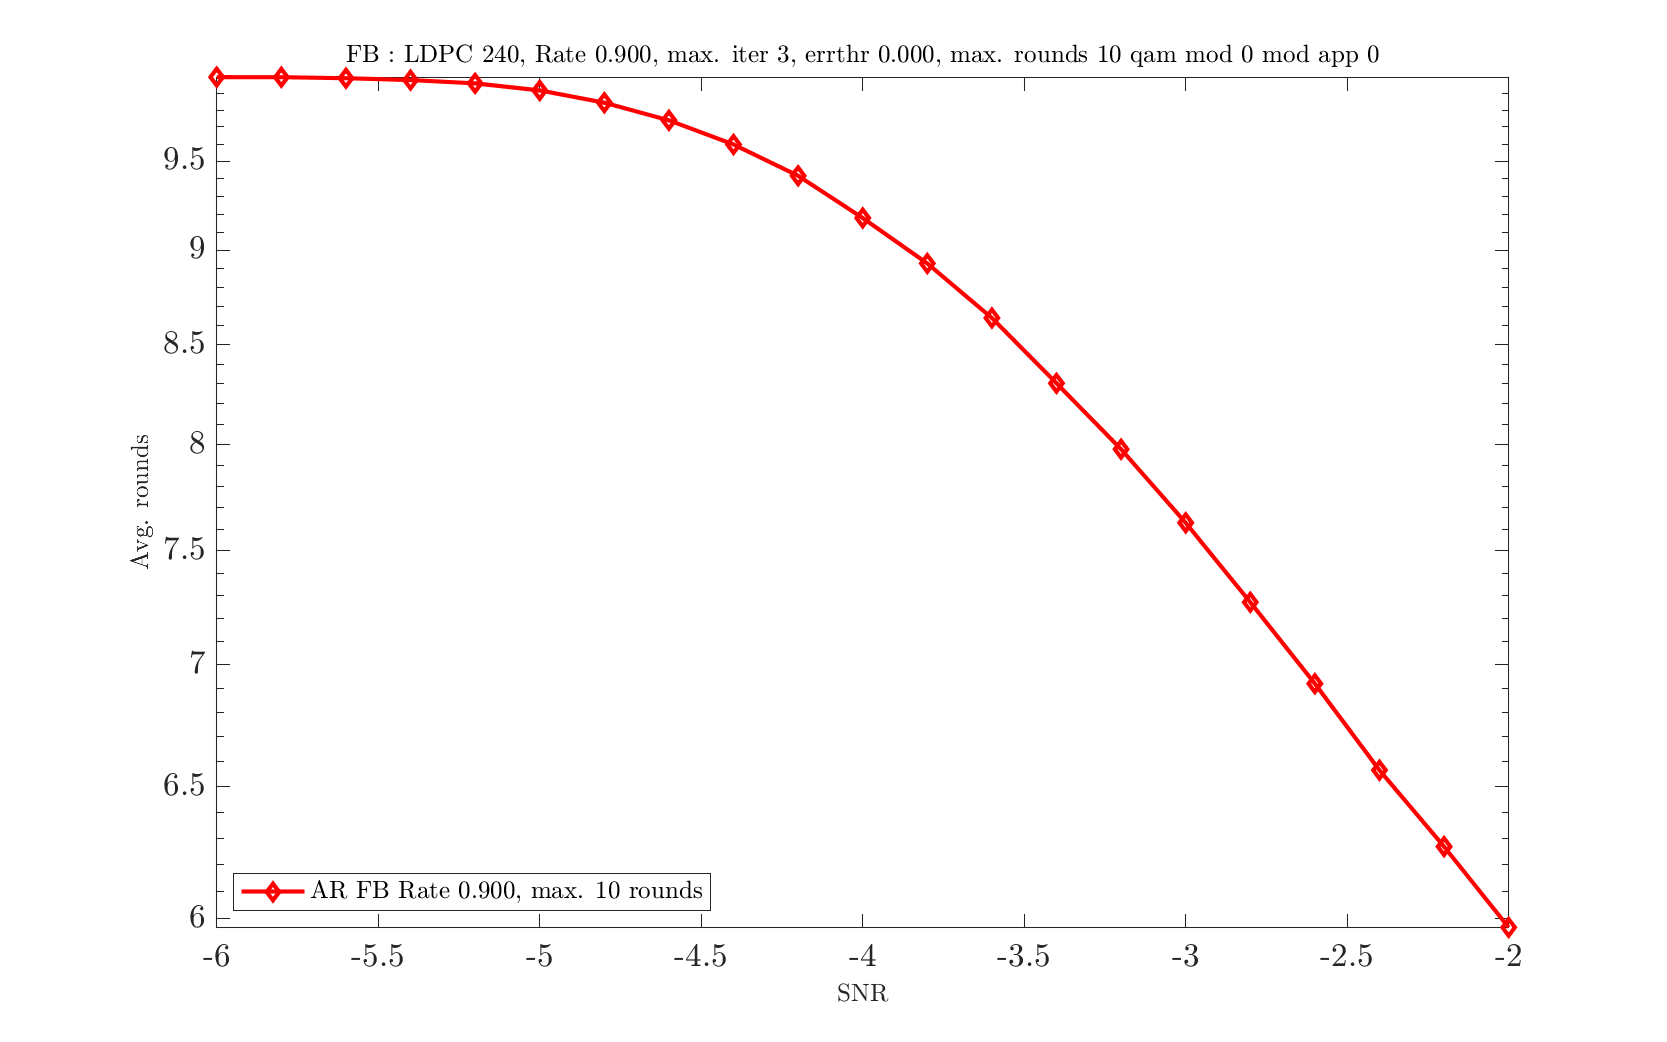 FB : LDPC 240, Rate 0.900, max. iter 3, errthr 0.000, max. rounds 10 qam mod 0 mod app 0
Avg. rounds
9.5
9
8.5
8
7.5
7
6.5
6
AR FB Rate 0.900, max. 10 rounds
-6 -5.5 -5 -4.5 -4 -3.5 -3 -2.5 -2
SNR